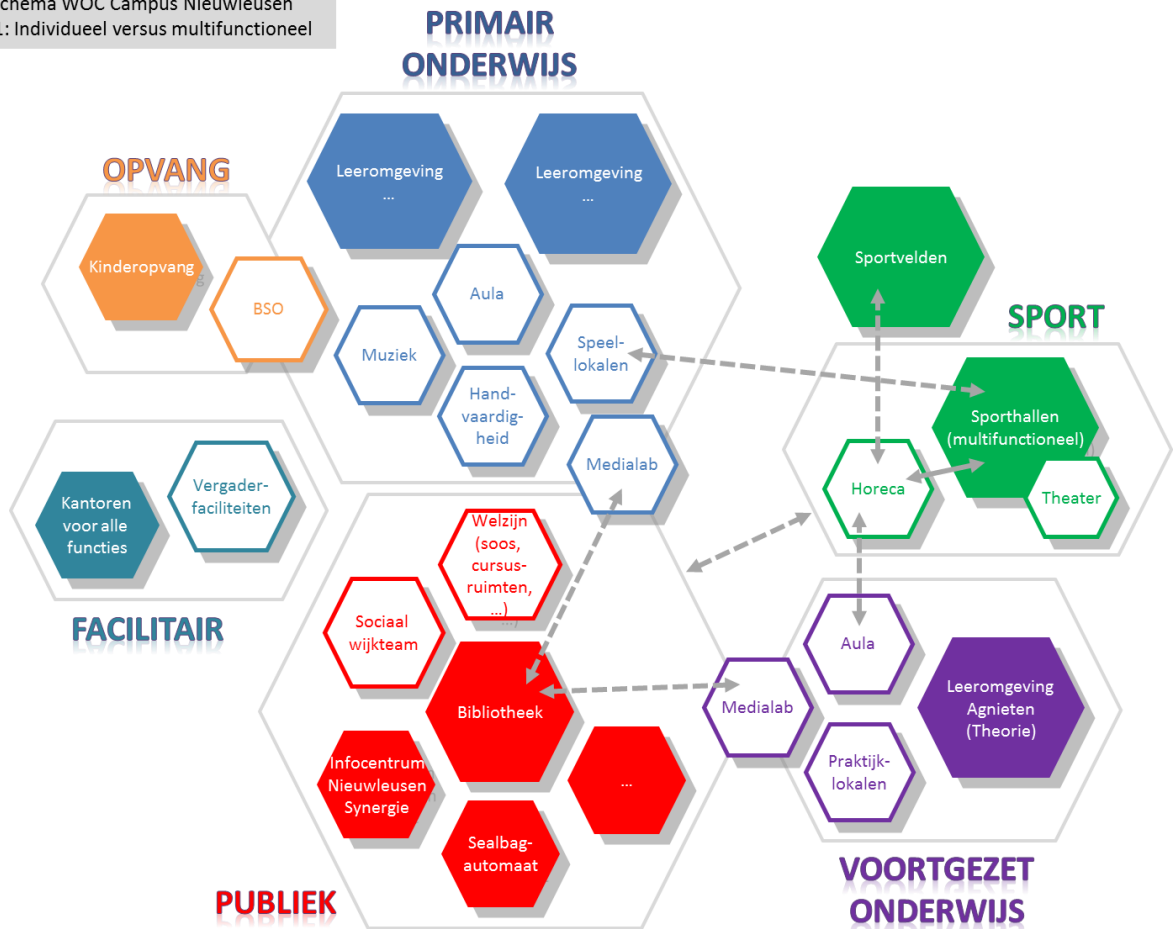 chema WOC Campus Nieuwleusen
1: Individueel versus multifunctioneel
PRIMAIR
ONDERWIJS
OPVANG
Leeromgeving
...
Leeromgeving
...
Kinderopvang
BSO
Aula
Muziek
Speel-
lokalen
Hand-
vaardig-
heid
Medialab
Sportvelden
SPORT
Sporthallen
(multifunctioneel)
Horeca
Theater
Kantoren
voor alle
functies
Vergader-
faciliteiten
FACILITAIR
Welzijn
(soos,
cursus-
ruimten,
...)
Sociaal
wijkteam
Bibliotheek
Infocentrum
Nieuwleusen
Synergie
...
Sealbag-
automaat
PUBLIEK
Aula
Medialab
Leeromgeving
Agnieten
(Theorie)
Praktijk-
lokalen
VOORTGEZET
ONDERWIJS